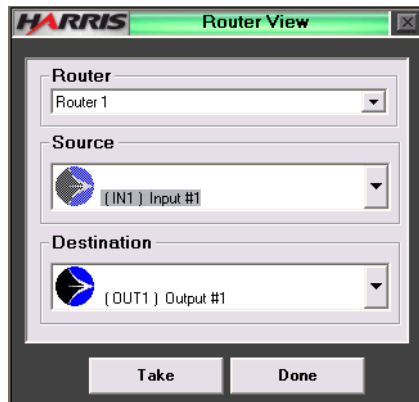 HARRIS Router View
Router
Router 1
Source
( IN1 ) Input #1
Destination
( OUT1 ) Output #1
Take Done